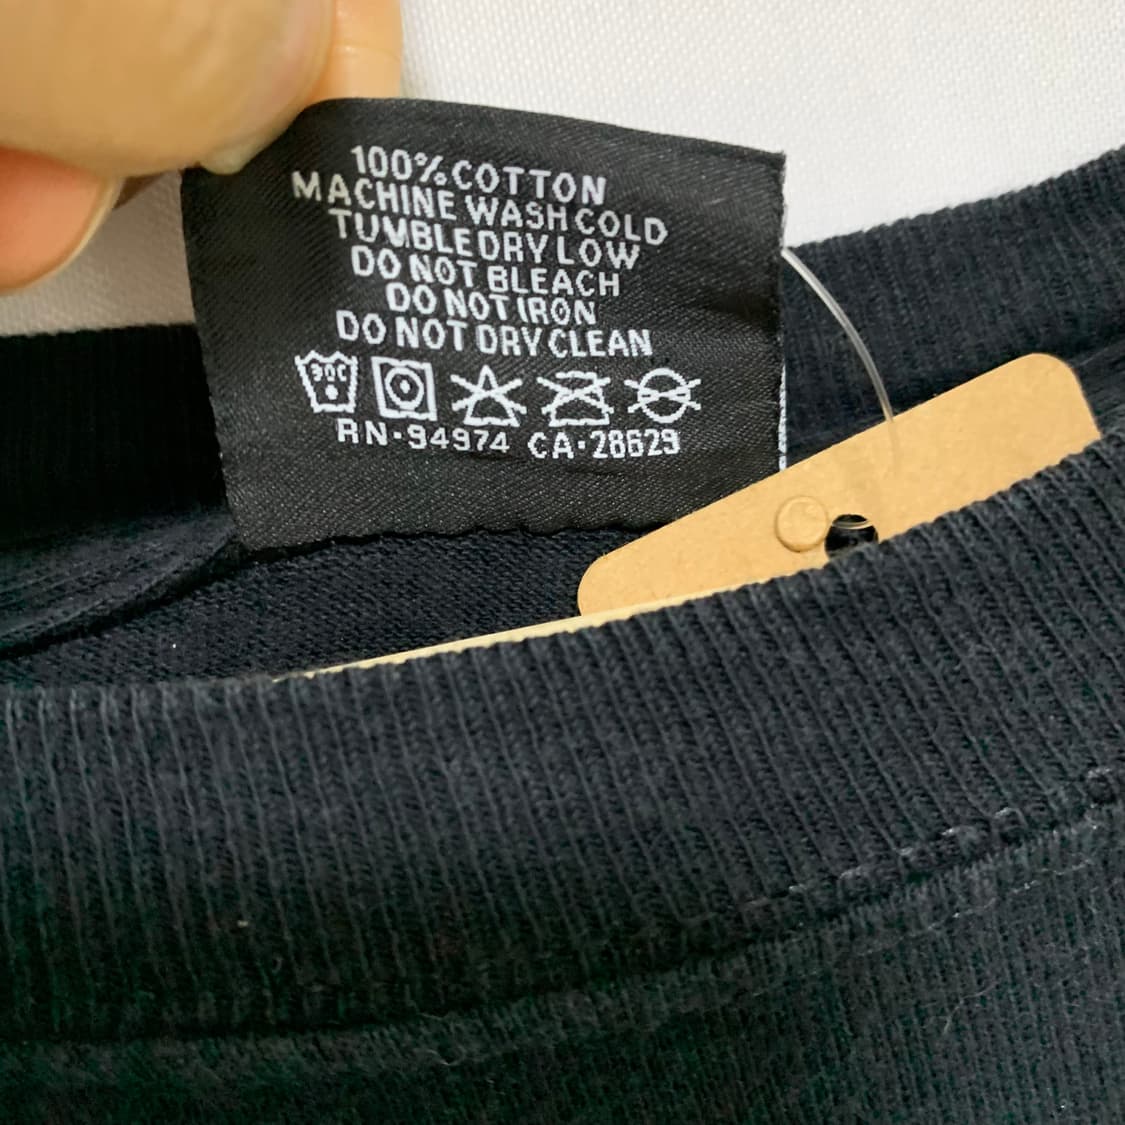 100% COTTON
MACHINE WASH COLD
TUMBLE DRY LOW
DO NOT BLEACH
DO NOT IRON
DO NOT DRY CLEAN
30C
RN·94974 CA·28629